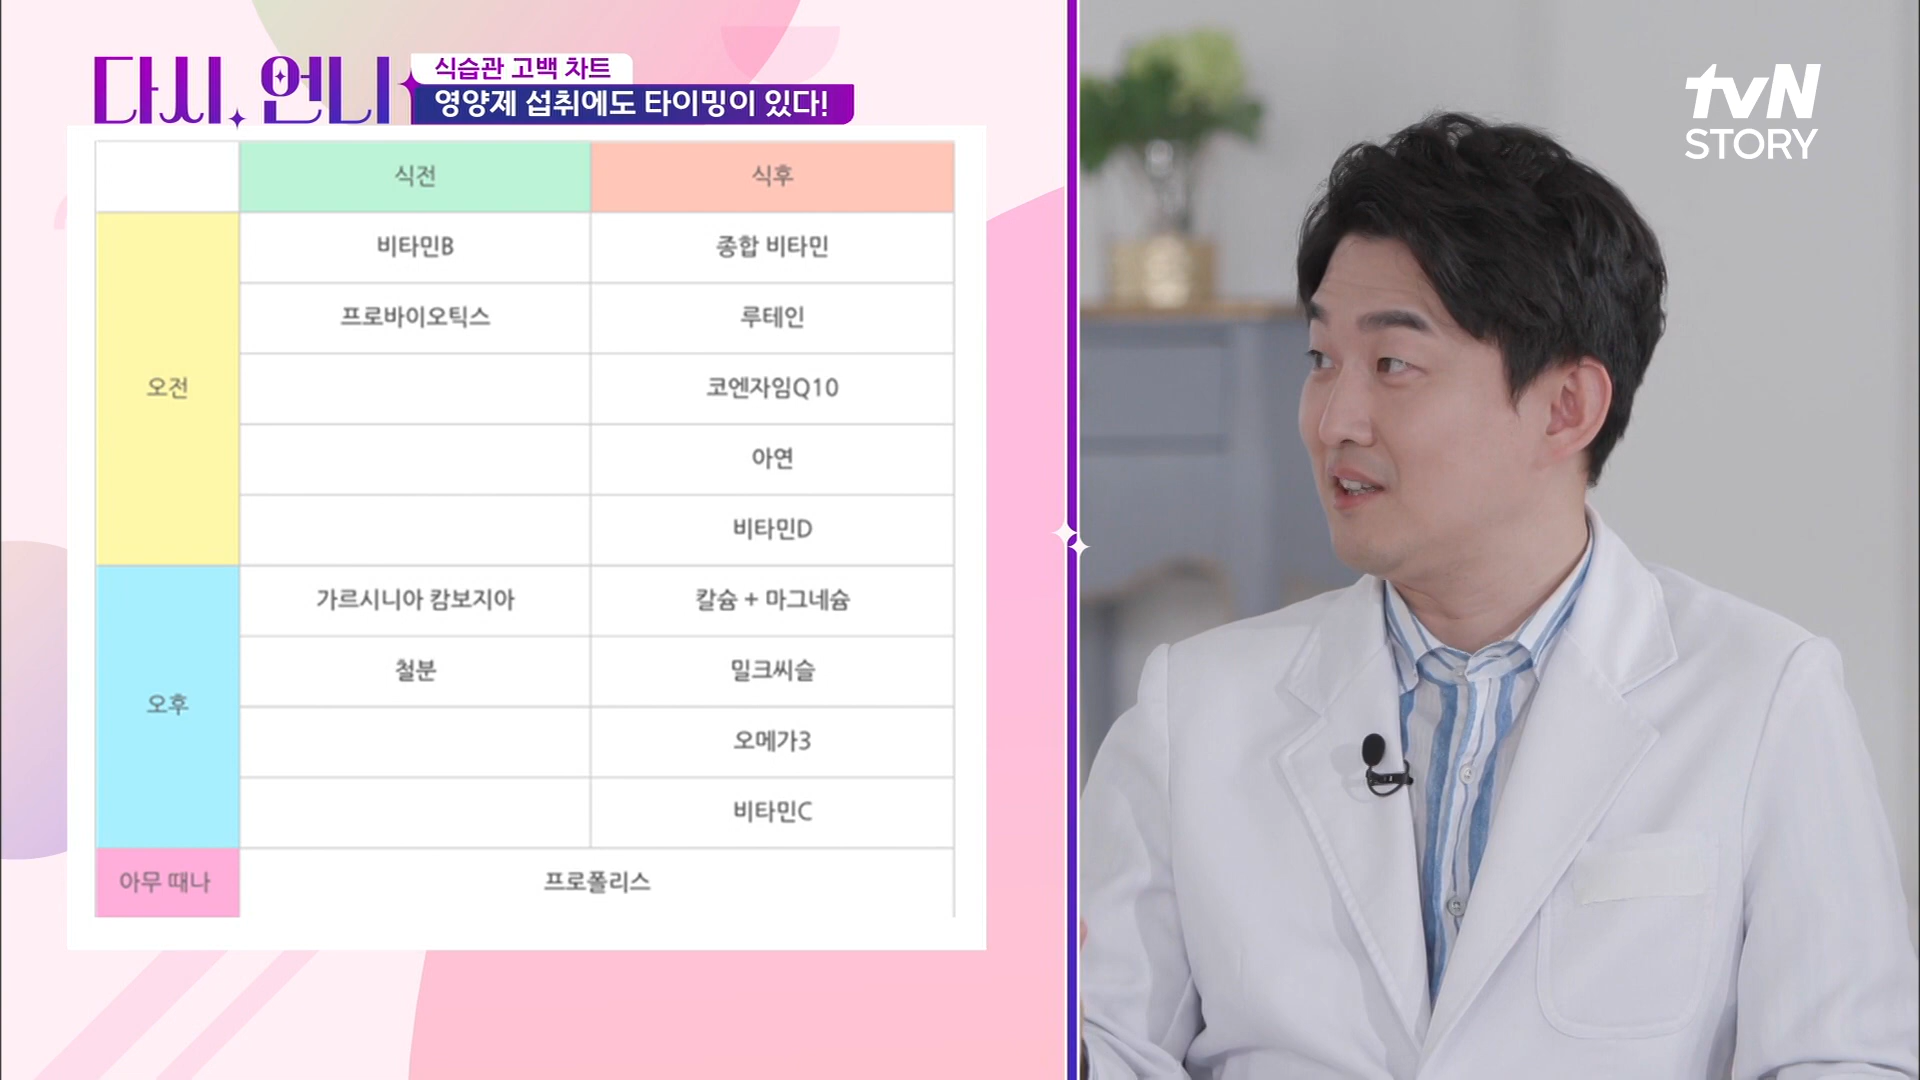 다시, 언니
식습관 고백 차트
영양제 섭취에도 타이밍이 있다!
tvN
STORY
식전 식후
오전
비타민B 종합 비타민
프로바이오틱스 루테인
코엔자임Q10
아연
비타민D
오후
가르시니아 캄보지아 칼슘 + 마그네슘
철분 밀크씨슬
오메가3
비타민C
아무 때나 프로폴리스